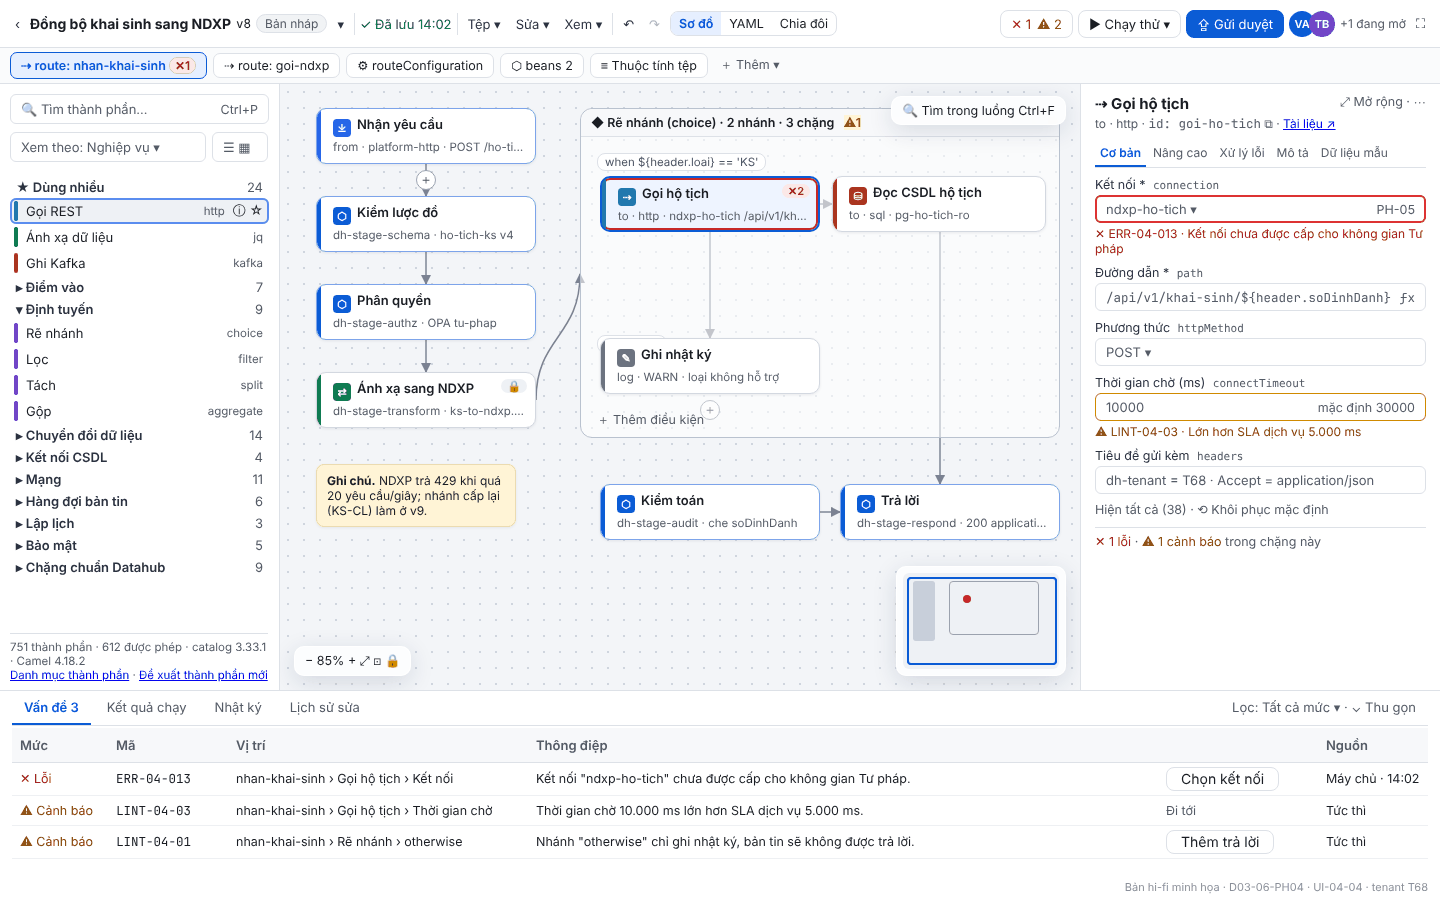 ‹ Đồng bộ khai sinh sang NDXP v8 Bản nháp ▾ ✓ Đã lưu 14:02 Tệp ▾ Sửa ▾ Xem ▾ ↶ ↷ Sơ đồ YAML Chia đôi ✕ 1 ⚠ 2 ▶ Chạy thử ▾ ⇪ Gửi duyệt VA TB +1 đang mở ⛶
⇢ route: nhan-khai-sinh ✕1 ⇢ route: goi-ndxp ⚙ routeConfiguration ⬡ beans 2 ≡ Thuộc tính tệp + Thêm ▾
🔍 Tìm thành phần... Ctrl+P
Xem theo: Nghiệp vụ ▾ ☰ ▦
★ Dùng nhiều 24
Gọi REST http ⓘ ☆
Ánh xạ dữ liệu jq
Ghi Kafka kafka
▸ Điểm vào 7
▾ Định tuyến 9
Rẽ nhánh choice
Lọc filter
Tách split
Gộp aggregate
▸ Chuyển đổi dữ liệu 14
▸ Kết nối CSDL 4
▸ Mạng 11
▸ Hàng đợi bản tin 6
▸ Lập lịch 3
▸ Bảo mật 5
▸ Chặng chuẩn Datahub 9
751 thành phần · 612 được phép · catalog 3.33.1
· Camel 4.18.2
Danh mục thành phần · Đề xuất thành phần mới
Nhận yêu cầu
from · platform-http · POST /ho-ti...
+
Kiểm lược đồ
dh-stage-schema · ho-tich-ks v4
Phân quyền
dh-stage-authz · OPA tu-phap
Ánh xạ sang NDXP 🔒
dh-stage-transform · ks-to-ndxp....
Ghi chú. NDXP trả 429 khi quá
20 yêu cầu/giây; nhánh cấp lại
(KS-CL) làm ở v9.
◆ Rẽ nhánh (choice) · 2 nhánh · 3 chặng ⚠1
🔍 Tìm trong luồng Ctrl+F
when ${header.loai} == 'KS'
Gọi hộ tịch ✕2
to · http · ndxp-ho-tich /api/v1/kh...
Đọc CSDL hộ tịch
to · sql · pg-ho-tich-ro
Ghi nhật ký
log · WARN · loại không hỗ trợ
+ Thêm điều kiện +
Kiểm toán
dh-stage-audit · che soDinhDanh
Trả lời
dh-stage-respond · 200 applicati...
− 85% + ⤢ ⊡ 🔒
⇢ Gọi hộ tịch ⤢ Mở rộng · ⋯
to · http · id: goi-ho-tich ⧉ · Tài liệu ↗
Cơ bản Nâng cao Xử lý lỗi Mô tả Dữ liệu mẫu
Kết nối * connection
ndxp-ho-tich ▾ PH-05
✕ ERR-04-013 · Kết nối chưa được cấp cho không gian Tư
pháp
Đường dẫn * path
/api/v1/khai-sinh/${header.soDinhDanh} ƒx
Phương thức httpMethod
POST ▾
Thời gian chờ (ms) connectTimeout
10000 mặc định 30000
⚠ LINT-04-03 · Lớn hơn SLA dịch vụ 5.000 ms
Tiêu đề gửi kèm headers
dh-tenant = T68 · Accept = application/json
Hiện tất cả (38) · ⟲ Khôi phục mặc định
✕ 1 lỗi · ⚠ 1 cảnh báo trong chặng này
Vấn đề 3 Kết quả chạy Nhật ký Lịch sử sửa Lọc: Tất cả mức ▾ · ⌄ Thu gọn
Mức Mã Vị trí Thông điệp Nguồn
✕ Lỗi ERR-04-013 nhan-khai-sinh › Gọi hộ tịch › Kết nối Kết nối "ndxp-ho-tich" chưa được cấp cho không gian Tư pháp. Chọn kết nối Máy chủ · 14:02
⚠ Cảnh báo LINT-04-03 nhan-khai-sinh › Gọi hộ tịch › Thời gian chờ Thời gian chờ 10.000 ms lớn hơn SLA dịch vụ 5.000 ms. Đi tới Tức thì
⚠ Cảnh báo LINT-04-01 nhan-khai-sinh › Rẽ nhánh › otherwise Nhánh "otherwise" chỉ ghi nhật ký, bản tin sẽ không được trả lời. Thêm trả lời Tức thì
Bản hi-fi minh họa · D03-06-PH04 · UI-04-04 · tenant T68